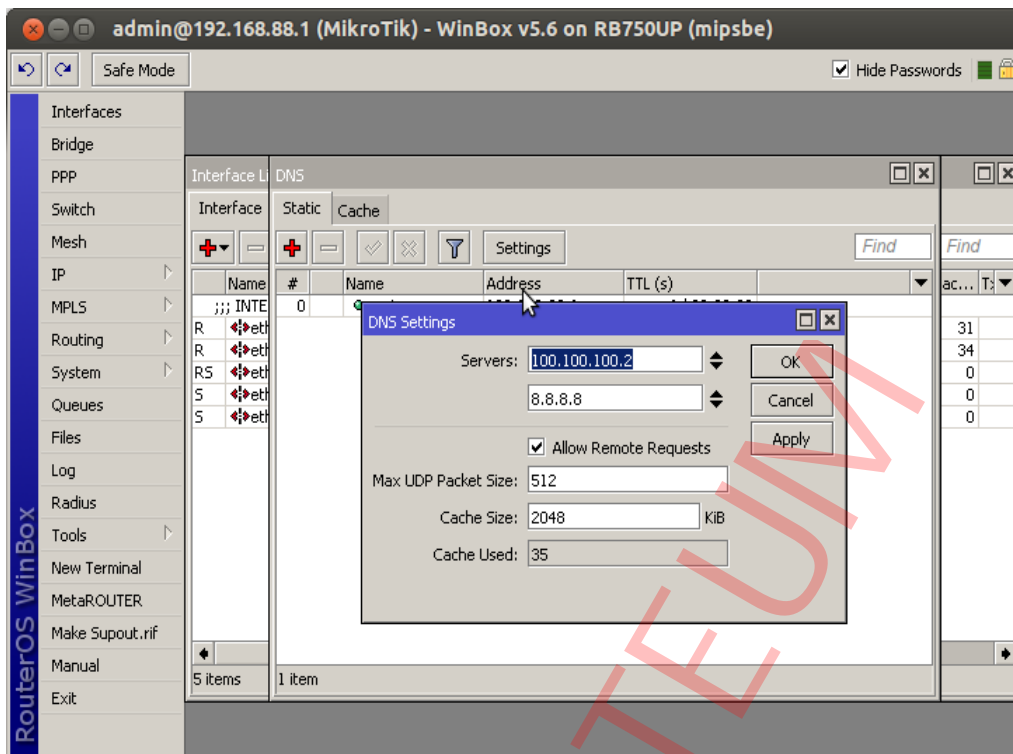 admin@192.168.88.1 (MikroTik) - WinBox v5.6 on RB750UP (mipsbe)
Safe Mode
Hide Passwords
RouterOS WinBox
Interfaces
Bridge
PPP
Switch
Mesh
IP
MPLS
Routing
System
Queues
Files
Log
Radius
Tools
New Terminal
MetaROUTER
Make Supout.rif
Manual
Exit
Interface Li
Interface
Name
;;; INTE
R eth
R eth
RS eth
S eth
S eth
5 items
DNS
Static Cache
Settings Find
# Name Address TTL (s)
0
1 item
DNS Settings
Servers: 100.100.100.2
8.8.8.8
Allow Remote Requests
Max UDP Packet Size: 512
Cache Size: 2048 KiB
Cache Used: 35
OK
Cancel
Apply
Find
ac...
31
34
0
0
0
TEUM